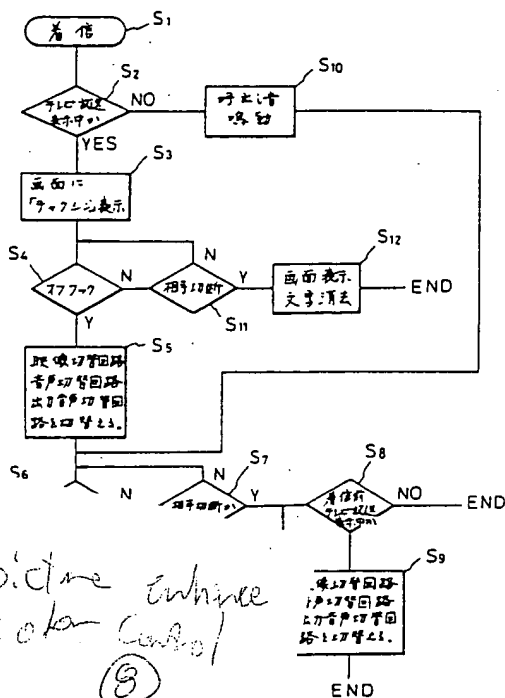 着信
S1
S2
テレビ放送
表示中か
NO
YES
S10
呼出音
鳴動
S3
画面に
「チャクシン」表示
S4
オフフック
N
Y
N
相手切断
Y
S11
S12
画面表示
文字消去
END
S5
映像切替回路
音声切替回路
出力音声切替回
路を切替える。
S6
N
N
S7
相手切断か
Y
S8
着信前
テレビ放送
表示中か
NO
END
S9
像切替回路
声切替回路
出力音声切替回
路を切替える。
END
Picture enhance
Control
8